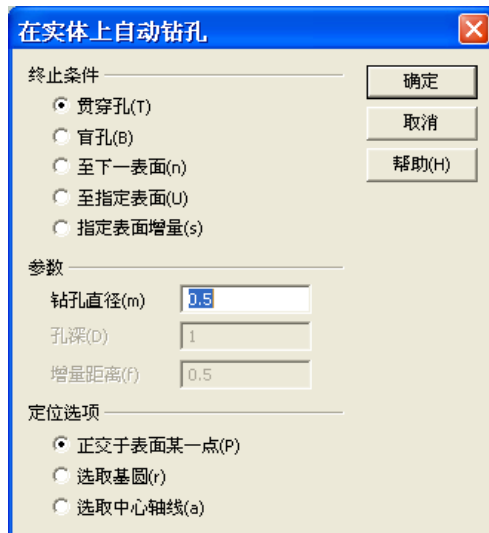 在实体上自动钻孔
终止条件
贯穿孔(T)
盲孔(B)
至下一表面(n)
至指定表面(U)
指定表面增量(s)
确定
取消
帮助(H)
参数
钻孔直径(m) 0.5
孔深(D) 1
增量距离(f) 0.5
定位选项
正交于表面某一点(P)
选取基圆(r)
选取中心轴线(a)